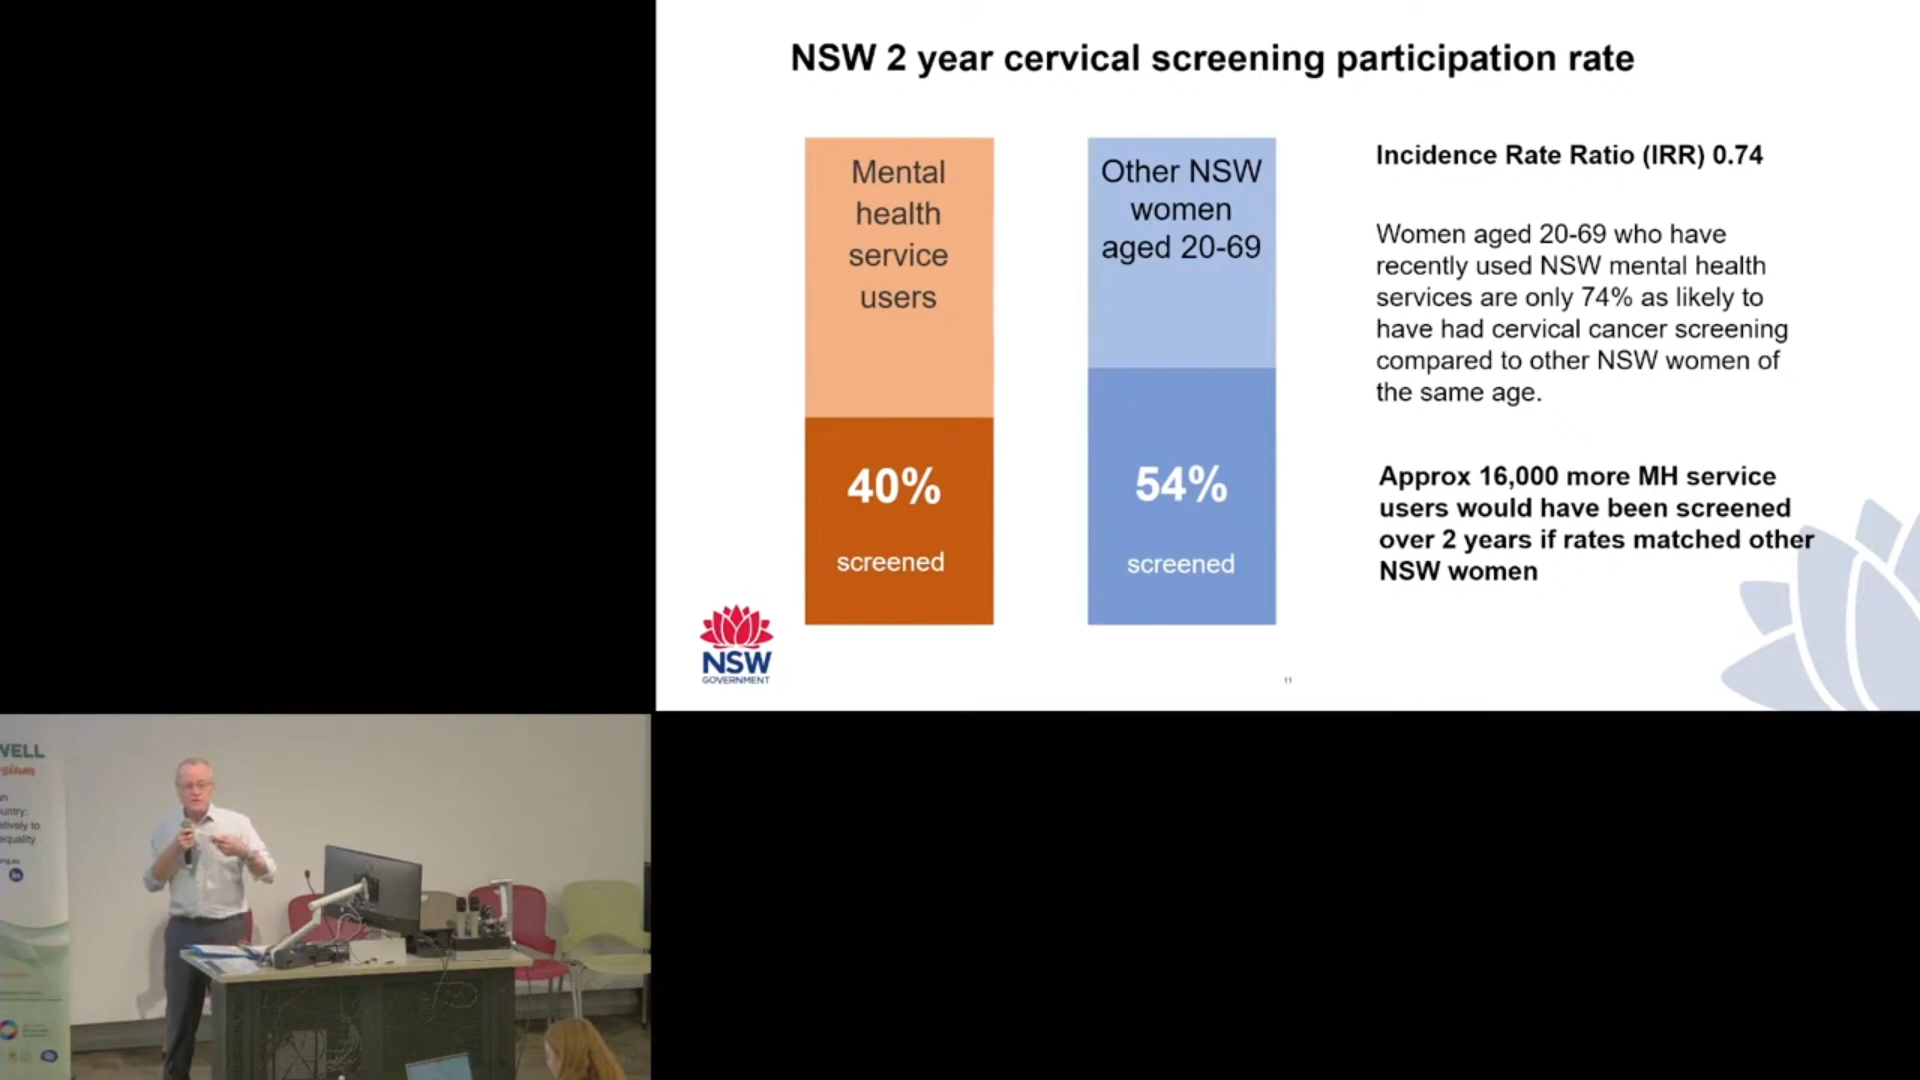 NSW 2 year cervical screening participation rate
Mental
health
service
users
40%
screened
Other NSW
women
aged 20-69
54%
screened
Incidence Rate Ratio (IRR) 0.74
Women aged 20-69 who have
recently used NSW mental health
services are only 74% as likely to
have had cervical cancer screening
compared to other NSW women of
the same age.
Approx 16,000 more MH service
users would have been screened
over 2 years if rates matched other
NSW women
NSW
GOVERNMENT
11
WELL
equality
in